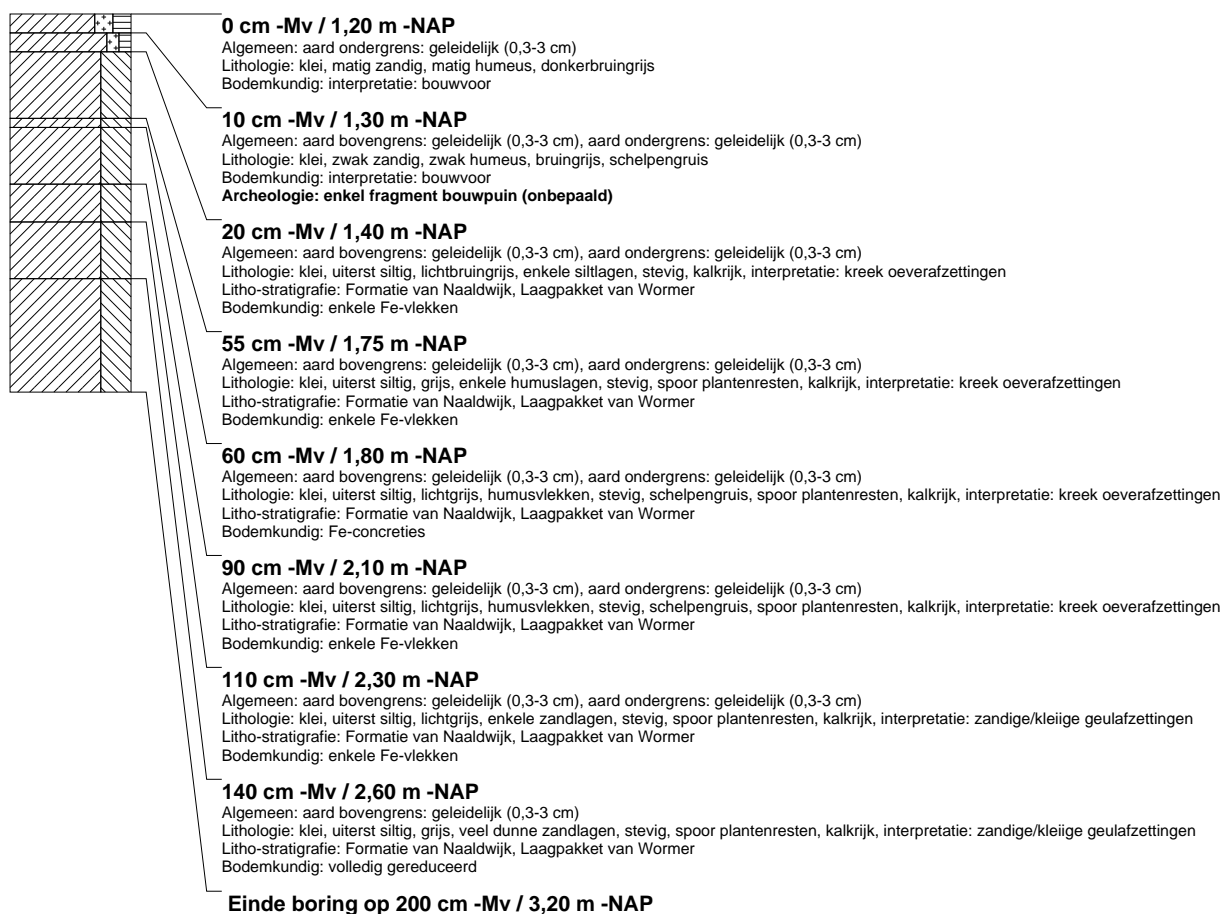 0 cm -Mv / 1,20 m -NAP
Algemeen: aard ondergrens: geleidelijk (0,3-3 cm)
Lithologie: klei, matig zandig, matig humeus, donkerbruingrijs
Bodemkundig: interpretatie: bouwvoor
10 cm -Mv / 1,30 m -NAP
Algemeen: aard bovengrens: geleidelijk (0,3-3 cm), aard ondergrens: geleidelijk (0,3-3 cm)
Lithologie: klei, zwak zandig, zwak humeus, bruingrijs, schelpengruis
Bodemkundig: interpretatie: bouwvoor
Archeologie: enkel fragment bouwpuin (onbepaald)
20 cm -Mv / 1,40 m -NAP
Algemeen: aard bovengrens: geleidelijk (0,3-3 cm), aard ondergrens: geleidelijk (0,3-3 cm)
Lithologie: klei, uiterst siltig, lichtbruingrijs, enkele siltlagen, stevig, kalkrijk, interpretatie: kreek oeverafzettingen
Litho-stratigrafie: Formatie van Naaldwijk, Laagpakket van Wormer
Bodemkundig: enkele Fe-vlekken
55 cm -Mv / 1,75 m -NAP
Algemeen: aard bovengrens: geleidelijk (0,3-3 cm), aard ondergrens: geleidelijk (0,3-3 cm)
Lithologie: klei, uiterst siltig, grijs, enkele humuslagen, stevig, spoor plantenresten, kalkrijk, interpretatie: kreek oeverafzettingen
Litho-stratigrafie: Formatie van Naaldwijk, Laagpakket van Wormer
Bodemkundig: enkele Fe-vlekken
60 cm -Mv / 1,80 m -NAP
Algemeen: aard bovengrens: geleidelijk (0,3-3 cm), aard ondergrens: geleidelijk (0,3-3 cm)
Lithologie: klei, uiterst siltig, lichtgrijs, humusvlekken, stevig, schelpengruis, spoor plantenresten, kalkrijk, interpretatie: kreek oeverafzettingen
Litho-stratigrafie: Formatie van Naaldwijk, Laagpakket van Wormer
Bodemkundig: Fe-concreties
90 cm -Mv / 2,10 m -NAP
Algemeen: aard bovengrens: geleidelijk (0,3-3 cm), aard ondergrens: geleidelijk (0,3-3 cm)
Lithologie: klei, uiterst siltig, lichtgrijs, humusvlekken, stevig, schelpengruis, spoor plantenresten, kalkrijk, interpretatie: kreek oeverafzettingen
Litho-stratigrafie: Formatie van Naaldwijk, Laagpakket van Wormer
Bodemkundig: enkele Fe-vlekken
110 cm -Mv / 2,30 m -NAP
Algemeen: aard bovengrens: geleidelijk (0,3-3 cm), aard ondergrens: geleidelijk (0,3-3 cm)
Lithologie: klei, uiterst siltig, lichtgrijs, enkele zandlagen, stevig, spoor plantenresten, kalkrijk, interpretatie: zandige/kleiige geulafzettingen
Litho-stratigrafie: Formatie van Naaldwijk, Laagpakket van Wormer
Bodemkundig: enkele Fe-vlekken
140 cm -Mv / 2,60 m -NAP
Algemeen: aard bovengrens: geleidelijk (0,3-3 cm)
Lithologie: klei, uiterst siltig, grijs, veel dunne zandlagen, stevig, spoor plantenresten, kalkrijk, interpretatie: zandige/kleiige geulafzettingen
Litho-stratigrafie: Formatie van Naaldwijk, Laagpakket van Wormer
Bodemkundig: volledig gereduceerd
Einde boring op 200 cm -Mv / 3,20 m -NAP